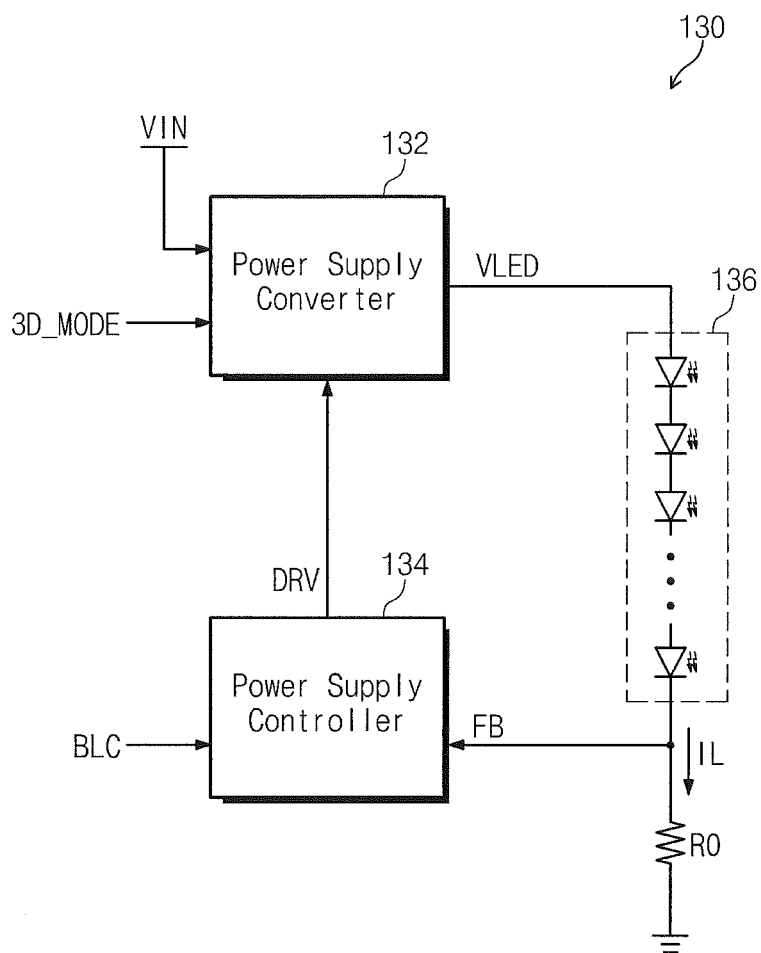 130
VIN
132
Power Supply
Converter
VLED
136
3D_MODE
DRV
134
Power Supply
Controller
BLC
FB
IL
R0